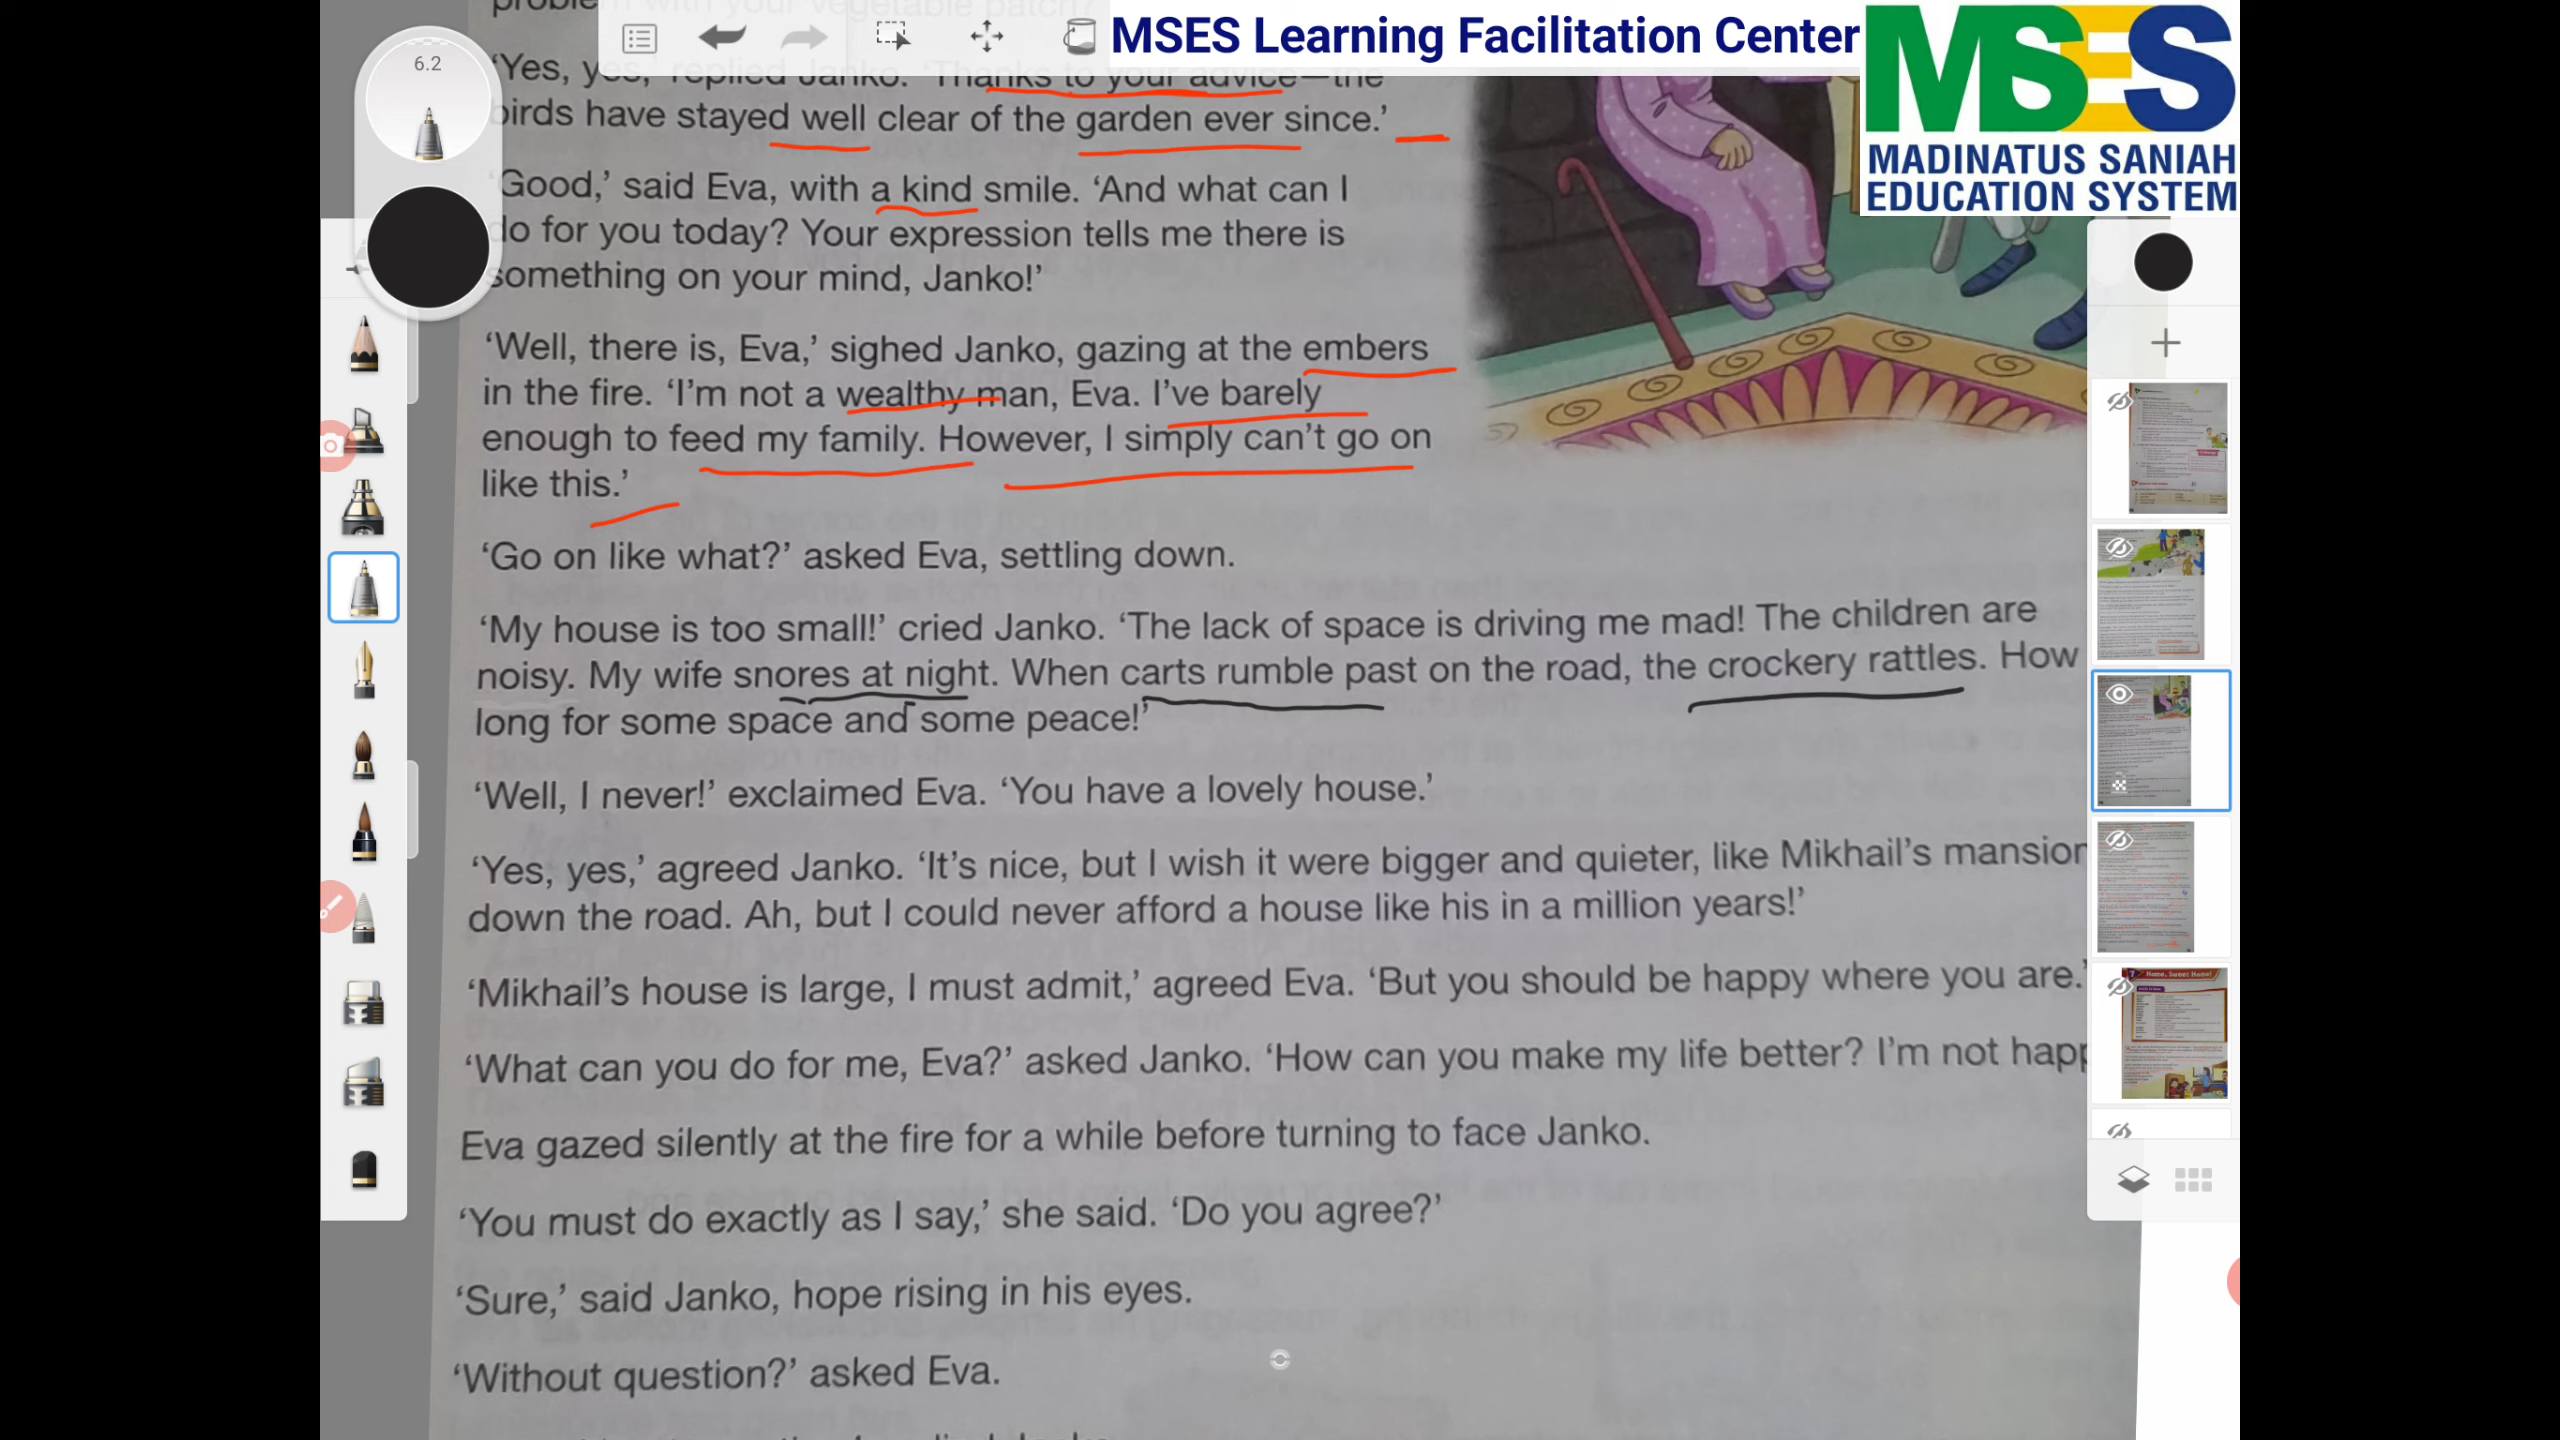 problem with your vegetable patch?
MSES Learning Facilitation Center
MSES
MADINATUS SANIAH
EDUCATION SYSTEM
6.2
‘Yes, yes,’ replied Janko. ‘Thanks to your advice—the
birds have stayed well clear of the garden ever since.’
‘Good,’ said Eva, with a kind smile. ‘And what can I
do for you today? Your expression tells me there is
something on your mind, Janko!’
‘Well, there is, Eva,’ sighed Janko, gazing at the embers
in the fire. ‘I’m not a wealthy man, Eva. I’ve barely
enough to feed my family. However, I simply can’t go on
like this.’
‘Go on like what?’ asked Eva, settling down.
‘My house is too small!’ cried Janko. ‘The lack of space is driving me mad! The children are
noisy. My wife snores at night. When carts rumble past on the road, the crockery rattles. How
long for some space and some peace!’
‘Well, I never!’ exclaimed Eva. ‘You have a lovely house.’
‘Yes, yes,’ agreed Janko. ‘It’s nice, but I wish it were bigger and quieter, like Mikhail’s mansion
down the road. Ah, but I could never afford a house like his in a million years!’
‘Mikhail’s house is large, I must admit,’ agreed Eva. ‘But you should be happy where you are.’
‘What can you do for me, Eva?’ asked Janko. ‘How can you make my life better? I’m not happ
Eva gazed silently at the fire for a while before turning to face Janko.
‘You must do exactly as I say,’ she said. ‘Do you agree?’
‘Sure,’ said Janko, hope rising in his eyes.
‘Without question?’ asked Eva.
7 Home, Sweet Home!